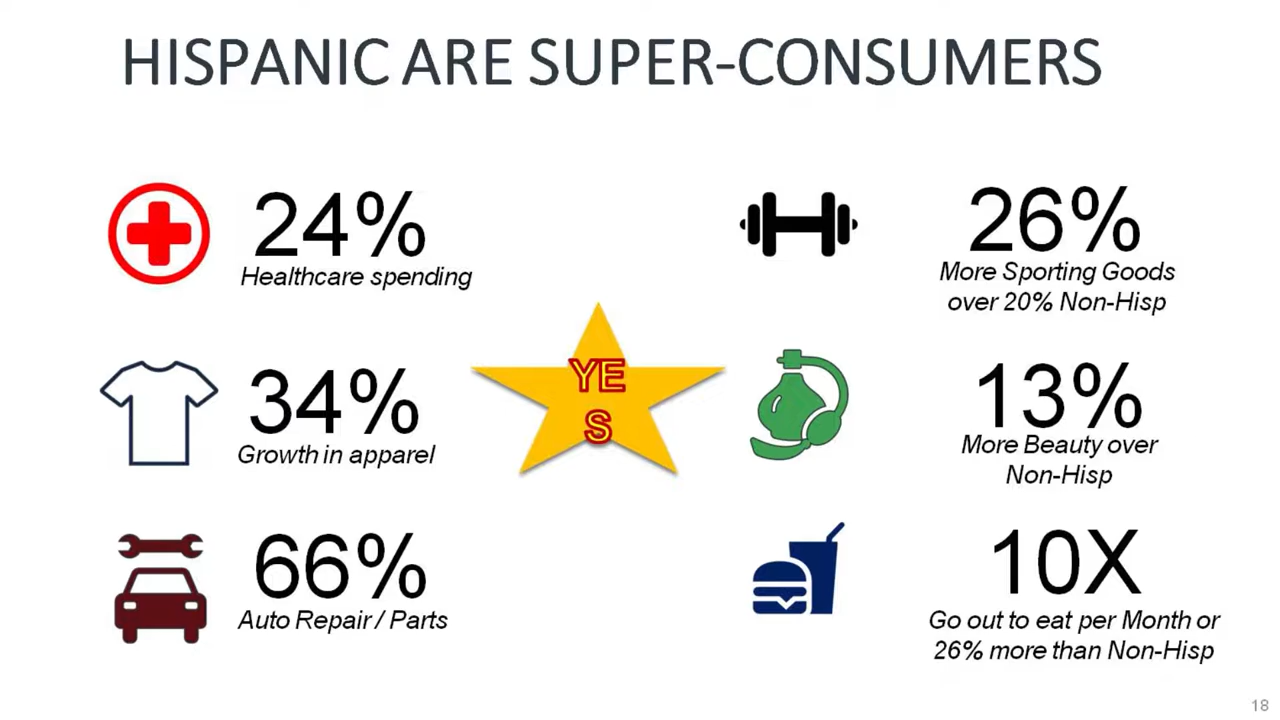 HISPANIC ARE SUPER-CONSUMERS
24%
Healthcare spending
34%
Growth in apparel
66%
Auto Repair / Parts
YE
S
26%
More Sporting Goods
over 20% Non-Hisp
13%
More Beauty over
Non-Hisp
10X
Go out to eat per Month or
26% more than Non-Hisp
18